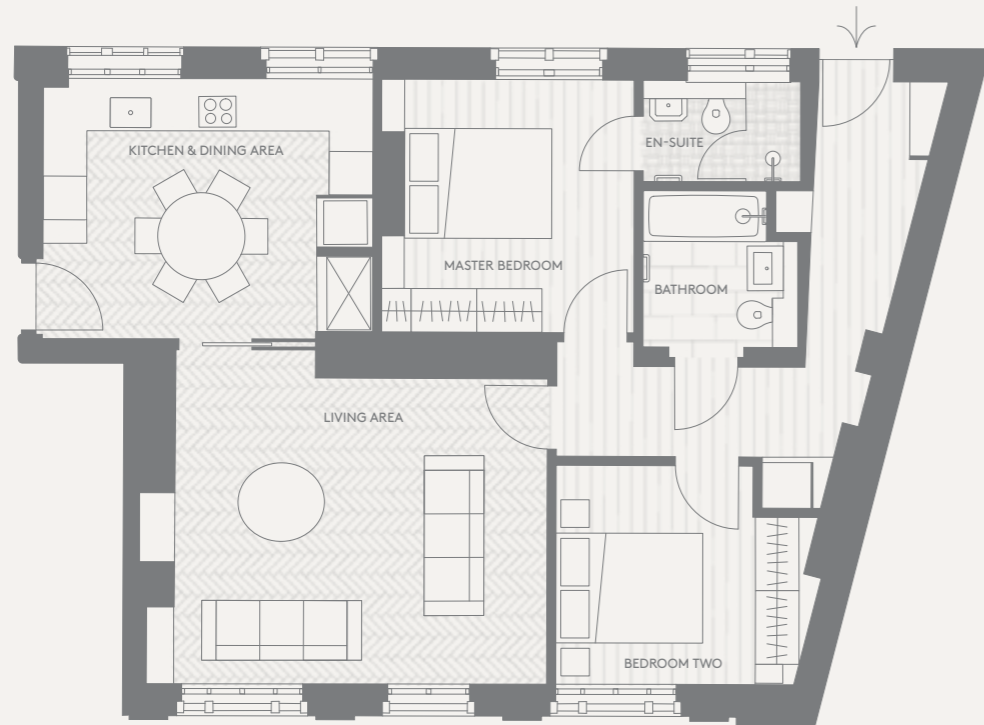 KITCHEN & DINING AREA
EN-SUITE
MASTER BEDROOM
BATHROOM
LIVING AREA
BEDROOM TWO